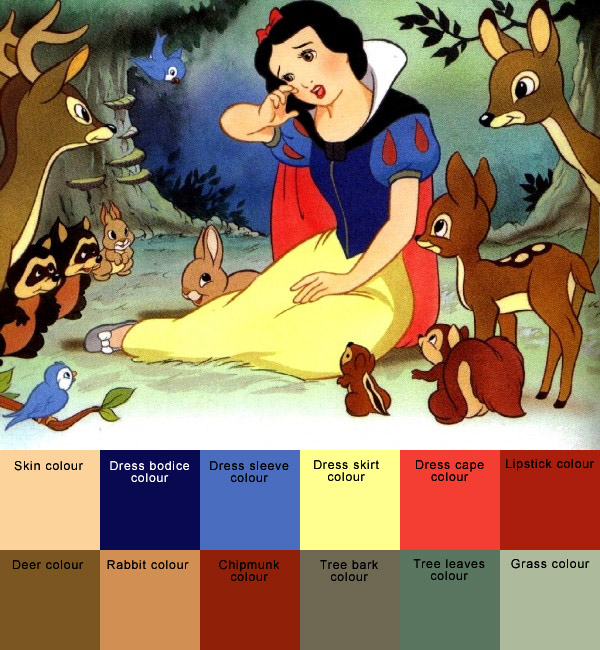 Skin colour
Dress bodice
colour
Dress sleeve
colour
Dress skirt
colour
Dress cape
colour
Lipstick colour
Deer colour
Rabbit colour
Chipmunk
colour
Tree bark
colour
Tree leaves
colour
Grass colour